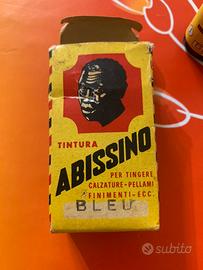 TINTURA
ABISSINO
PER TINGERE
CALZATURE-PELLAMI
FINIMENTI-ECC.
BLEU
subito